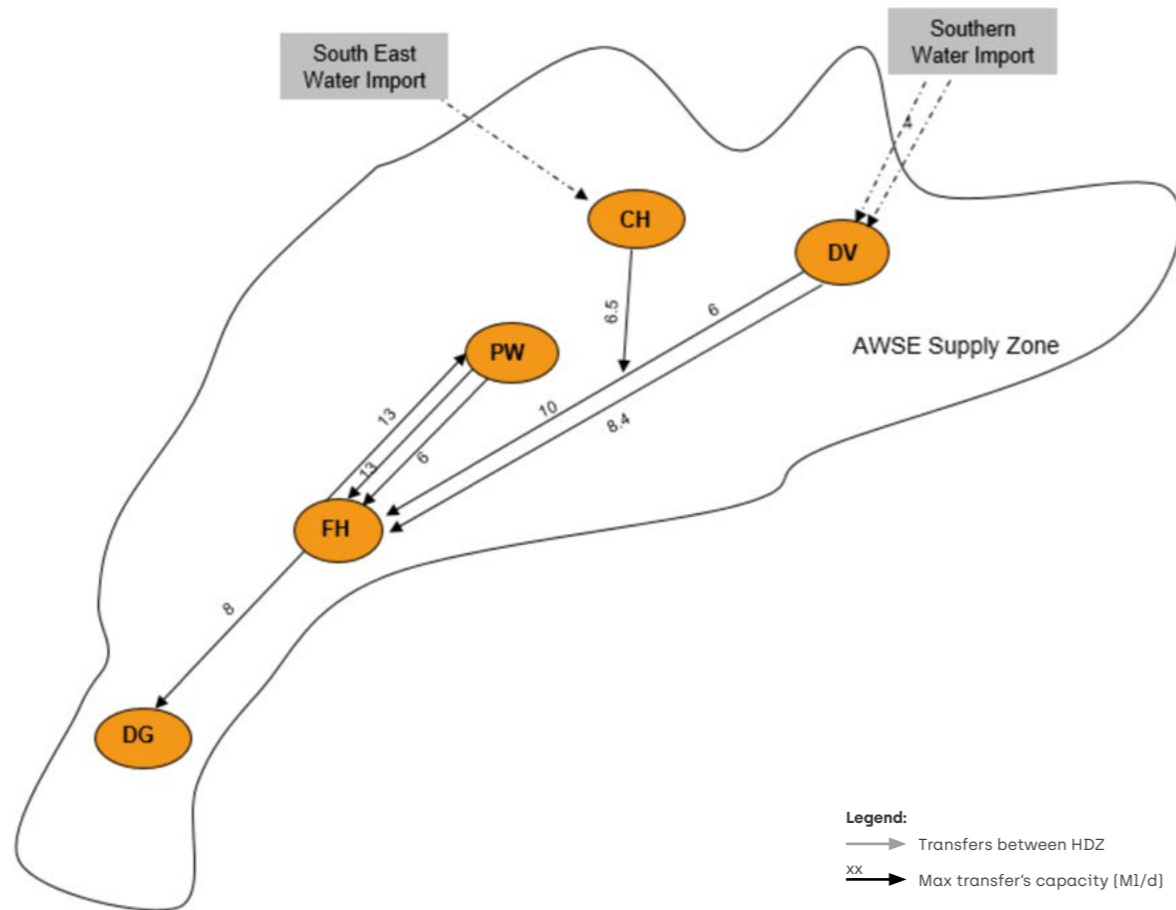 South East
Water Import
Southern
Water Import
4
CH
DV
6.5
6
AWSE Supply Zone
PW
13
10
8.4
13
6
FH
8
DG
Legend:
Transfers between HDZ
xx
Max transfer's capacity (Ml/d)